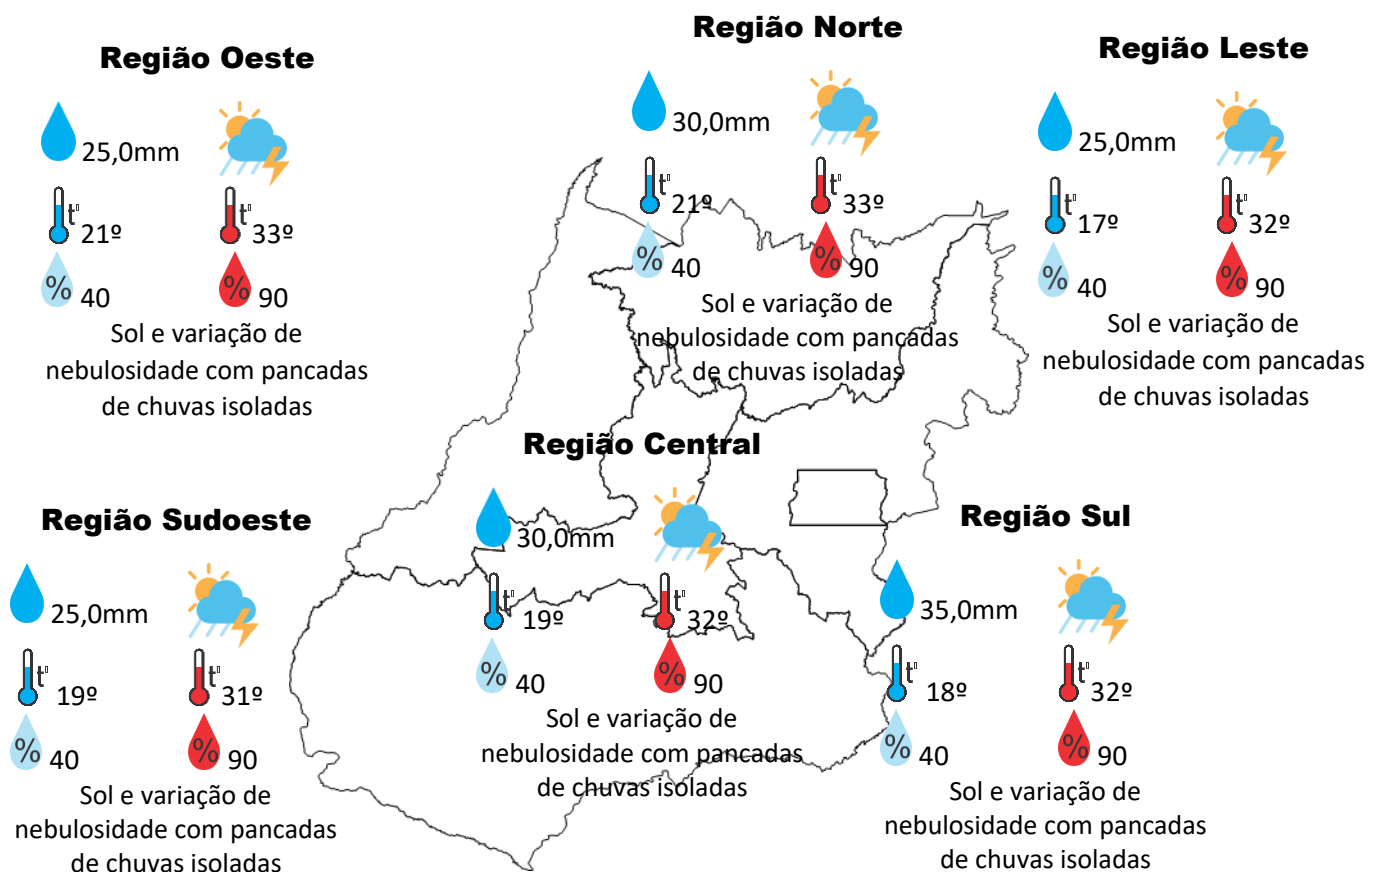 Região Oeste
25,0mm
t°
21º
33º
% 40
% 90
Sol e variação de
nebulosidade com pancadas
de chuvas isoladas
Região Norte
30,0mm
t°
21º
t°
33º
% 40
% 90
Sol e variação de
nebulosidade com pancadas
de chuvas isoladas
Região Leste
25,0mm
t°
17º
t°
32º
% 40
% 90
Sol e variação de
nebulosidade com pancadas
de chuvas isoladas
Região Sudoeste
25,0mm
t°
19º
t°
31º
% 40
% 90
Sol e variação de
nebulosidade com pancadas
de chuvas isoladas
Região Central
30,0mm
t°
19º
t°
32º
% 40
% 90
Sol e variação de
nebulosidade com pancadas
de chuvas isoladas
Região Sul
35,0mm
t°
18º
t°
32º
% 40
% 90
Sol e variação de
nebulosidade com pancadas
de chuvas isoladas